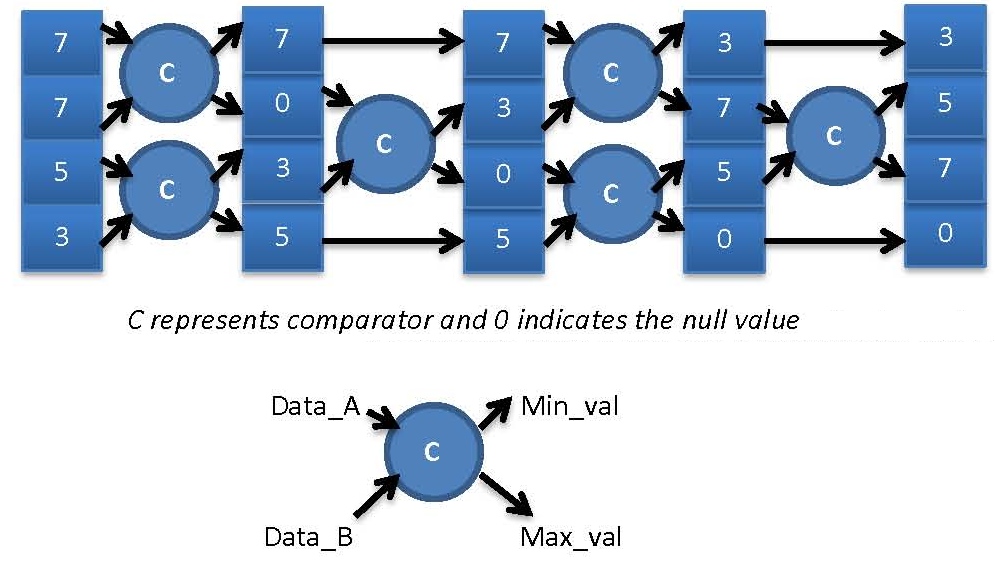 7 7 7 3 3
C C
7 0 3 7 5
C C
5 3 0 5 7
C C
3 5 5 0 0
C represents comparator and 0 indicates the null value
Data_A Min_val
C
Data_B Max_val